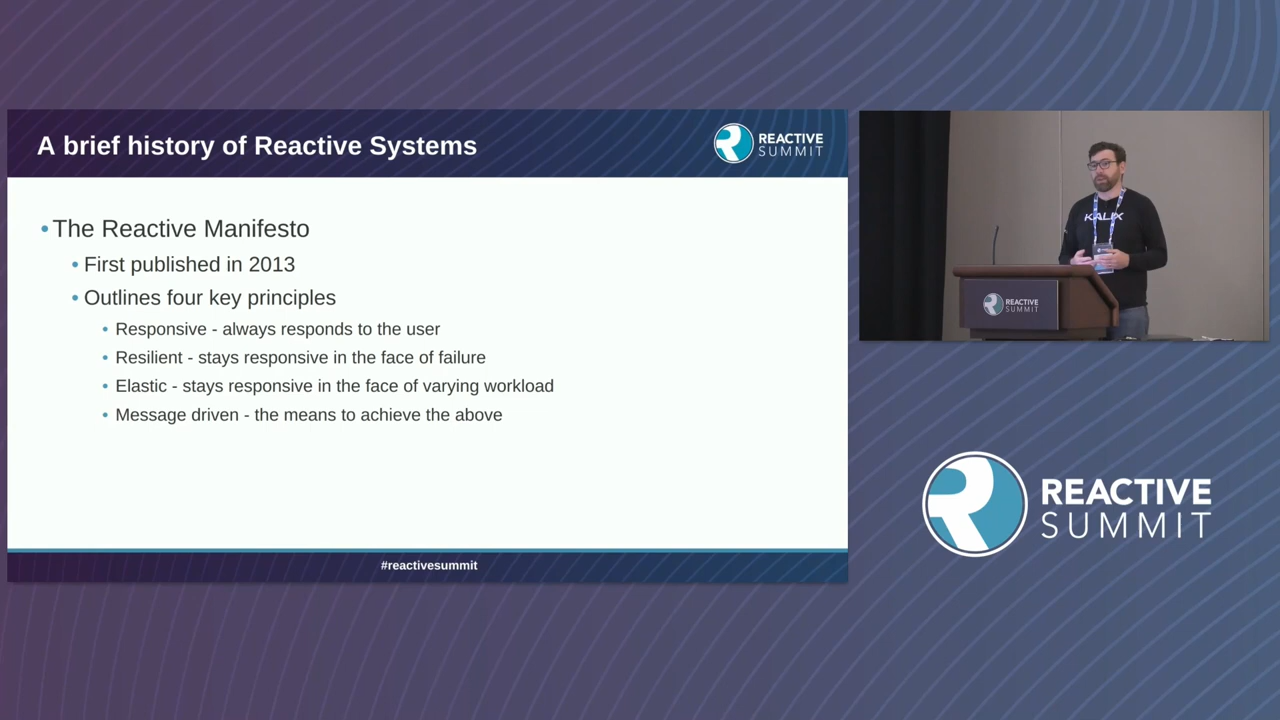 A brief history of Reactive Systems
REACTIVE
SUMMIT
•The Reactive Manifesto
• First published in 2013
• Outlines four key principles
• Responsive - always responds to the user
• Resilient - stays responsive in the face of failure
• Elastic - stays responsive in the face of varying workload
• Message driven - the means to achieve the above
#reactivesummit
KALIX
REACTIVE
SUMMIT
REACTIVE
SUMMIT